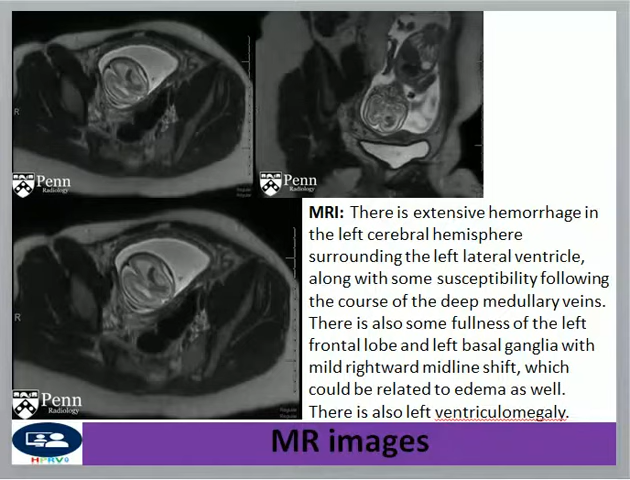 R
Penn
Radiology
Penn
Radiology
MRI: There is extensive hemorrhage in
the left cerebral hemisphere
surrounding the left lateral ventricle,
along with some susceptibility following
the course of the deep medullary veins.
There is also some fullness of the left
frontal lobe and left basal ganglia with
mild rightward midline shift, which
could be related to edema as well.
There is also left ventriculomegaly.
R
Penn
Radiology
MR images